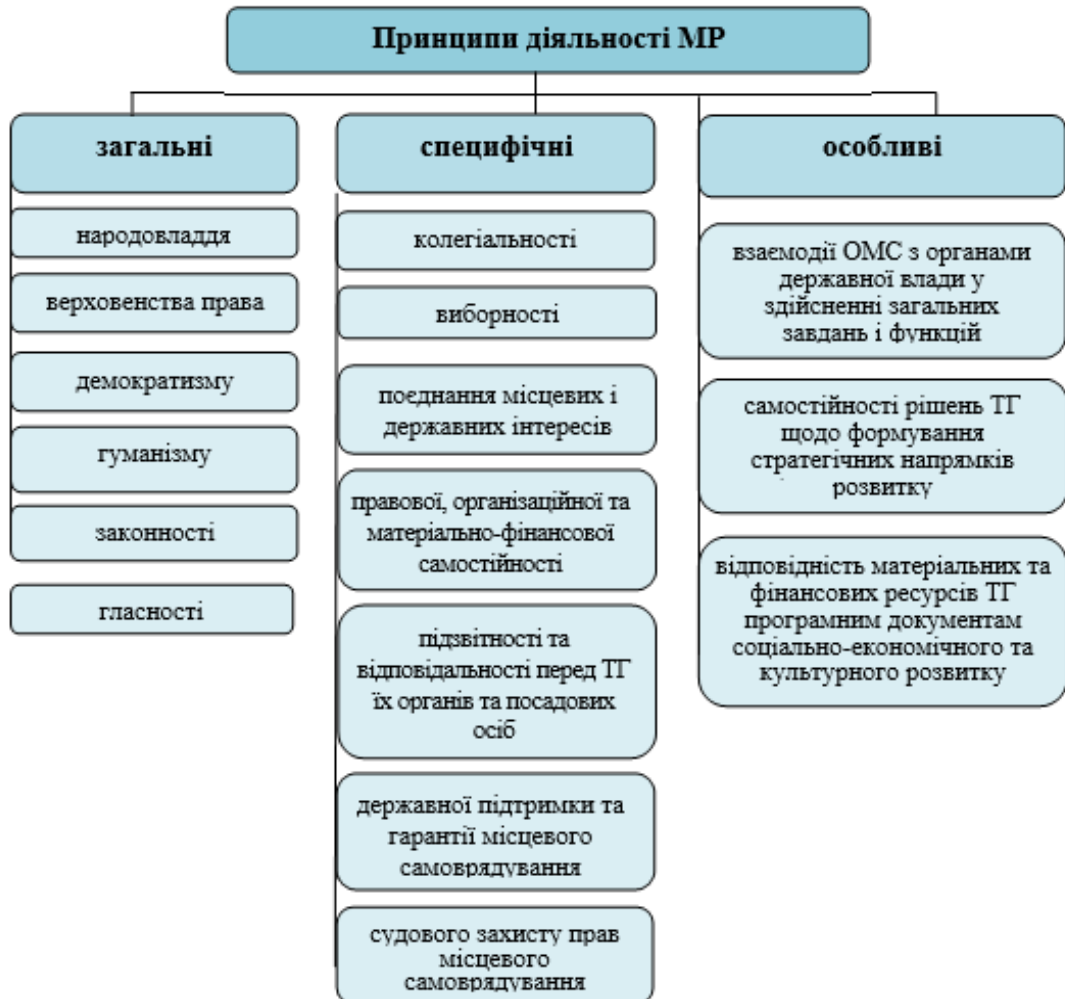 Принципи діяльності МР
загальні
народовладдя
верховенства права
демократизму
гуманізму
законності
гласності
специфічні
колегіальності
виборності
поєднання місцевих і
державних інтересів
правової, організаційної та
матеріально-фінансової
самостійності
підзвітності та
відповідальності перед ТГ
їх органів та посадових
осіб
державної підтримки та
гарантії місцевого
самоврядування
судового захисту прав
місцевого
самоврядування
особливі
взаємодії ОМС з органами
державної влади у
здійсненні загальних
завдань і функцій
самостійності рішень ТГ
щодо формування
стратегічних напрямків
розвитку
відповідність матеріальних та
фінансових ресурсів ТГ
програмним документам
соціально-економічного та
культурного розвитку